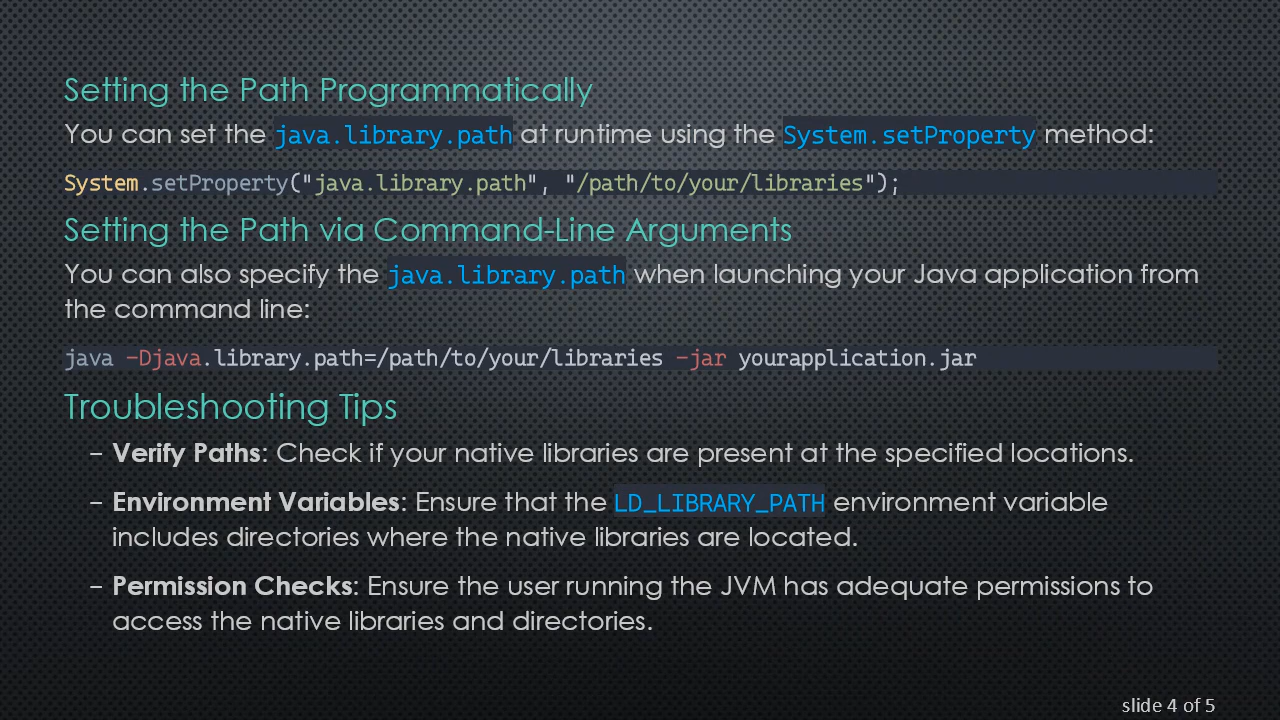 Setting the Path Programmatically
You can set the java.library.path at runtime using the System.setProperty method:
System.setProperty("java.library.path", "/path/to/your/libraries");
Setting the Path via Command-Line Arguments
You can also specify the java.library.path when launching your Java application from
the command line:
java -Djava.library.path=/path/to/your/libraries -jar yourapplication.jar
Troubleshooting Tips
– Verify Paths: Check if your native libraries are present at the specified locations.
– Environment Variables: Ensure that the LD_LIBRARY_PATH environment variable
includes directories where the native libraries are located.
– Permission Checks: Ensure the user running the JVM has adequate permissions to
access the native libraries and directories.
slide 4 of 5